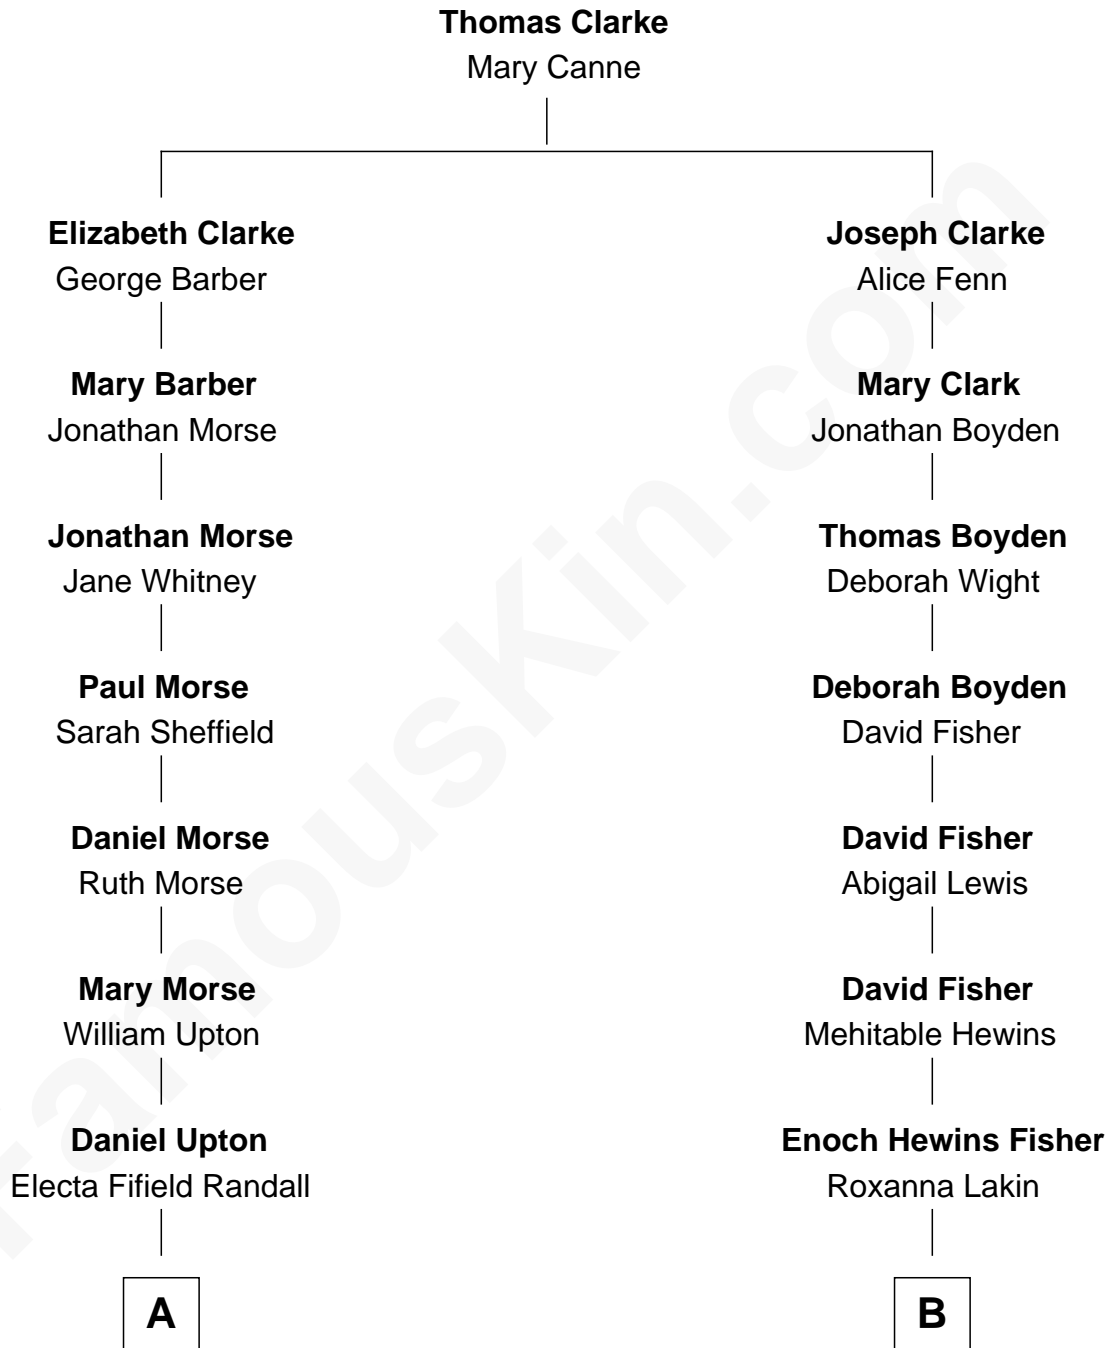 Thomas Clarke
Mary Canne
Elizabeth Clarke
George Barber
Joseph Clarke
Alice Fenn
Mary Barber
Jonathan Morse
Mary Clark
Jonathan Boyden
Jonathan Morse
Jane Whitney
Thomas Boyden
Deborah Wight
Paul Morse
Sarah Sheffield
Deborah Boyden
David Fisher
Daniel Morse
Ruth Morse
David Fisher
Abigail Lewis
Mary Morse
William Upton
David Fisher
Mehitable Hewins
Daniel Upton
Electa Fifield Randall
Enoch Hewins Fisher
Roxanna Lakin
A
B
FamousKin.com